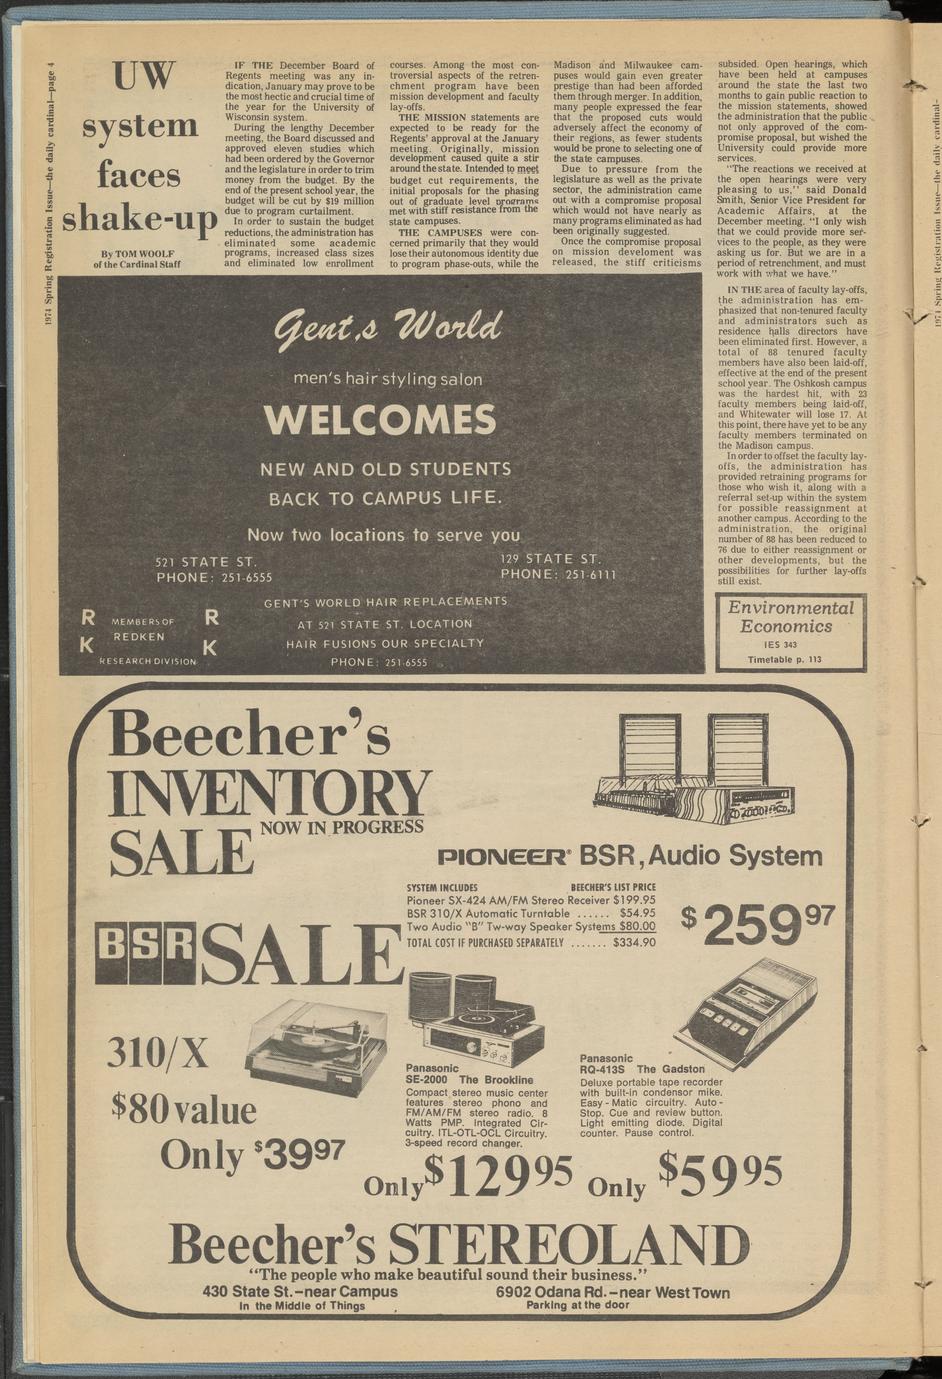 1974 Spring Registration Issue—the daily cardinal—page 4
UW
system
faces
shake-up
By TOM WOOLF
of the Cardinal Staff
IF THE December Board of
Regents meeting was any in-
dication, January may prove to be
the most hectic and crucial time of
the year for the University of
Wisconsin system.
During the lengthy December
meeting, the Board discussed and
approved eleven studies which
had been ordered by the Governor
and the legislature in order to trim
money from the budget. By the
end of the present school year, the
budget will be cut by $19 million
due to program curtailment.
In order to sustain the budget
reductions, the administration has
eliminated some academic
programs, increased class sizes
and eliminated low enrollment
courses. Among the most con-
troversial aspects of the retren-
chment program have been
mission development and faculty
lay-offs.
THE MISSION statements are
expected to be ready for the
Regents' approval at the January
meeting. Originally, mission
development caused quite a stir
around the state. Intended to meet
budget cut requirements, the
initial proposals for the phasing
out of graduate level programs
met with stiff resistance from the
state campuses.
THE CAMPUSES were con-
cerned primarily that they would
lose their autonomous identity due
to program phase-outs, while the
Madison and Milwaukee cam-
puses would gain even greater
prestige than had been afforded
them through merger. In addition,
many people expressed the fear
that the proposed cuts would
adversely affect the economy of
their regions, as fewer students
would be prone to selecting one of
the state campuses.
Due to pressure from the
legislature as well as the private
sector, the administration came
out with a compromise proposal
which would not have nearly as
many programs eliminated as had
been originally suggested.
Once the compromise proposal
on mission develoment was
released, the stiff criticisms
subsided. Open hearings, which
have been held at campuses
around the state the last two
months to gain public reaction to
the mission statements, showed
the administration that the public
not only approved of the com-
promise proposal, but wished the
University could provide more
services.
"The reactions we received at
the open hearings were very
pleasing to us," said Donald
Smith, Senior Vice President for
Academic Affairs, at the
December meeting. "I only wish
that we could provide more ser-
vices to the people, as they were
asking us for. But we are in a
period of retrenchment, and must
work with what we have."
IN THE area of faculty lay-offs,
the administration has em-
phasized that non-tenured faculty
and administrators such as
residence halls directors have
been eliminated first. However, a
total of 88 tenured faculty
members have also been laid-off,
effective at the end of the present
school year. The Oshkosh campus
was the hardest hit, with 23
faculty members being laid-off,
and Whitewater will lose 17. At
this point, there have yet to be any
faculty members terminated on
the Madison campus.
In order to offset the faculty lay-
offs, the administration has
provided retraining programs for
those who wish it, along with a
referral set-up within the system
for possible reassignment at
another campus. According to the
administration, the original
number of 88 has been reduced to
76 due to either reassignment or
other developments, but the
possibilities for further lay-offs
still exist.
Gent,s World
men's hair styling salon
WELCOMES
NEW AND OLD STUDENTS
BACK TO CAMPUS LIFE.
Now two locations to serve you
521 STATE ST.
PHONE: 251-6555
129 STATE ST.
PHONE: 251-6111
R K MEMBERS OF R K
REDKEN
RESEARCH DIVISION
GENT'S WORLD HAIR REPLACEMENTS
AT 521 STATE ST. LOCATION
HAIR FUSIONS OUR SPECIALTY
PHONE: 251-6555
Environmental
Economics
IES 343
Timetable p. 113
Beecher's
INVENTORY
SALE NOW IN PROGRESS
PIONEER® BSR, Audio System
SYSTEM INCLUDES BEECHER'S LIST PRICE
Pioneer SX-424 AM/FM Stereo Receiver $199.95
BSR 310/X Automatic Turntable ...... $54.95
Two Audio "B" Tw-way Speaker Systems $80.00
TOTAL COST IF PURCHASED SEPARATELY ....... $334.90
$259 97
BSR SALE
310/X
$80 value
Only $39 97
Panasonic
SE-2000 The Brookline
Compact stereo music center
features stereo phono and
FM/AM/FM stereo radio. 8
Watts PMP. Integrated Cir-
cuitry. ITL-OTL-OCL Circuitry.
3-speed record changer.
Only $129 95
Panasonic
RQ-413S The Gadston
Deluxe portable tape recorder
with built-in condensor mike.
Easy-Matic circuitry. Auto-
Stop. Cue and review button.
Light emitting diode. Digital
counter. Pause control.
Only $59 95
Beecher's STEREOLAND
"The people who make beautiful sound their business."
430 State St.–near Campus
In the Middle of Things
6902 Odana Rd.–near West Town
Parking at the door
1974 Spring Registration Issue—the daily cardinal-